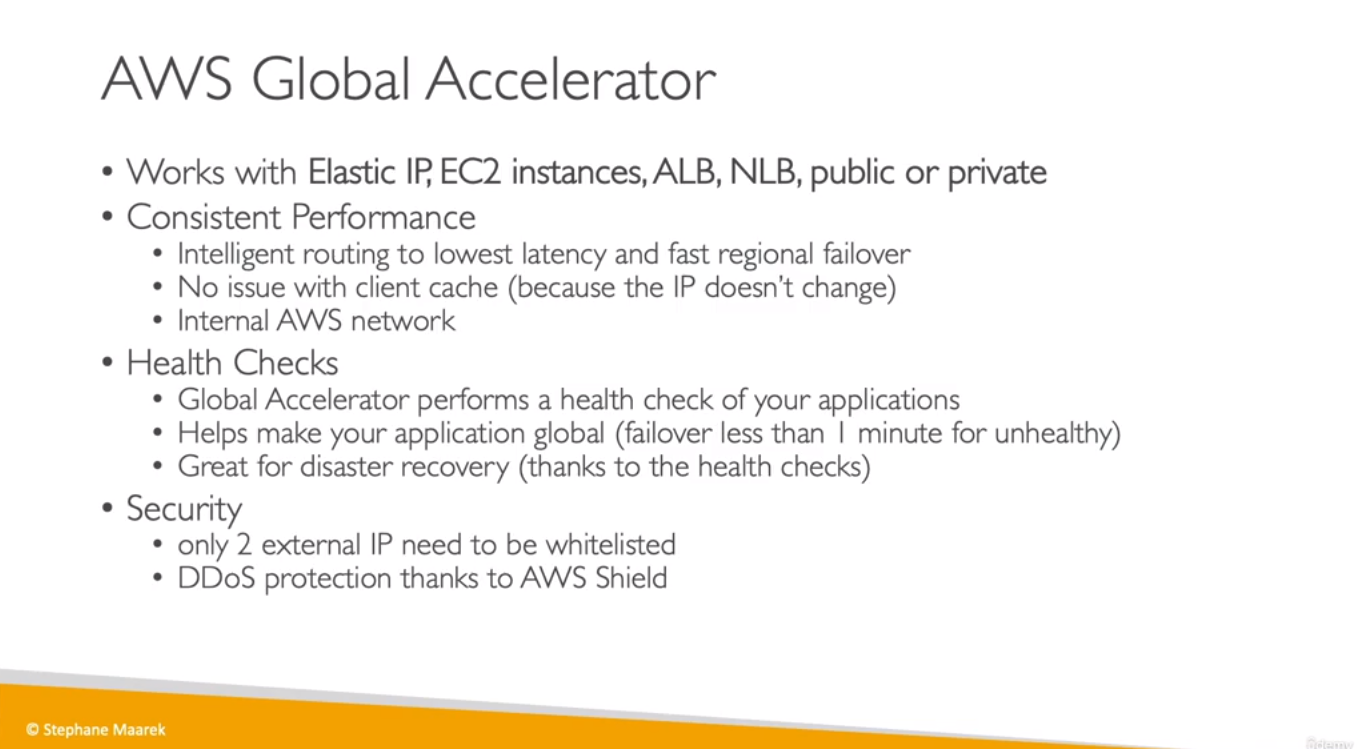 AWS Global Accelerator
• Works with Elastic IP, EC2 instances, ALB, NLB, public or private
• Consistent Performance
• Intelligent routing to lowest latency and fast regional failover
• No issue with client cache (because the IP doesn't change)
• Internal AWS network
• Health Checks
• Global Accelerator performs a health check of your applications
• Helps make your application global (failover less than 1 minute for unhealthy)
• Great for disaster recovery (thanks to the health checks)
• Security
• only 2 external IP need to be whitelisted
• DDoS protection thanks to AWS Shield
© Stephane Maarek
ûdemy